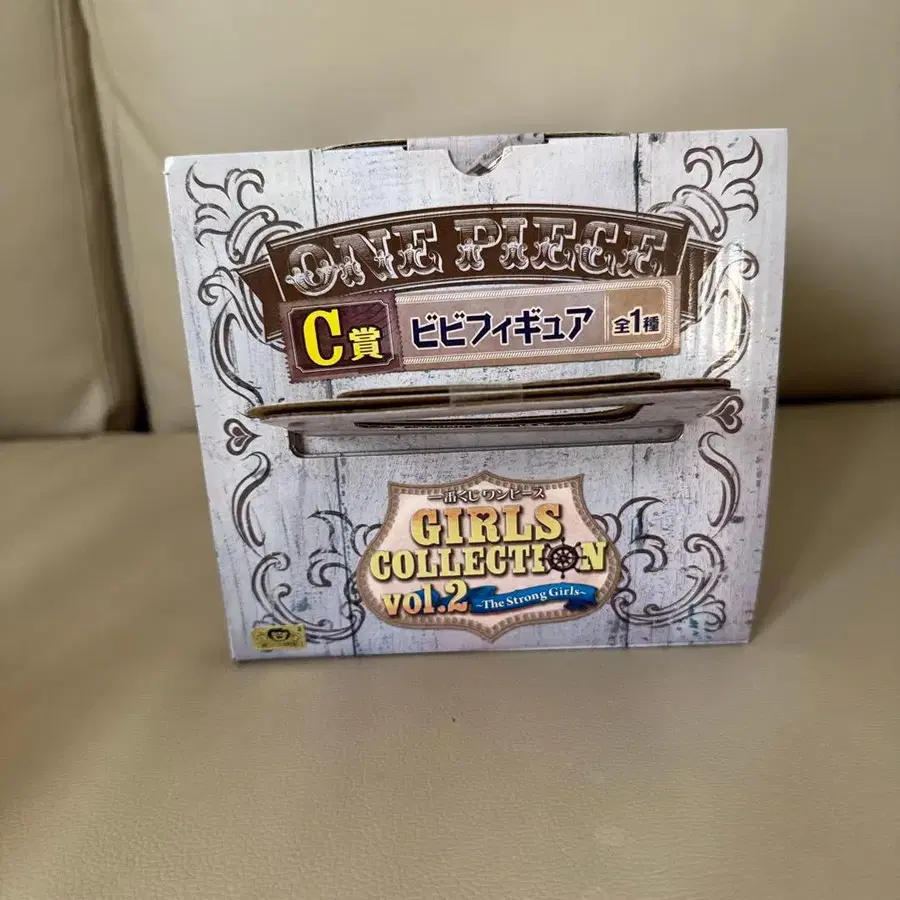 ONE PIECE
C賞 ビビフィギュア 全1種
一番くじ ワンピース
GIRLS
COLLECTION
vol.2 ~The Strong Girls~